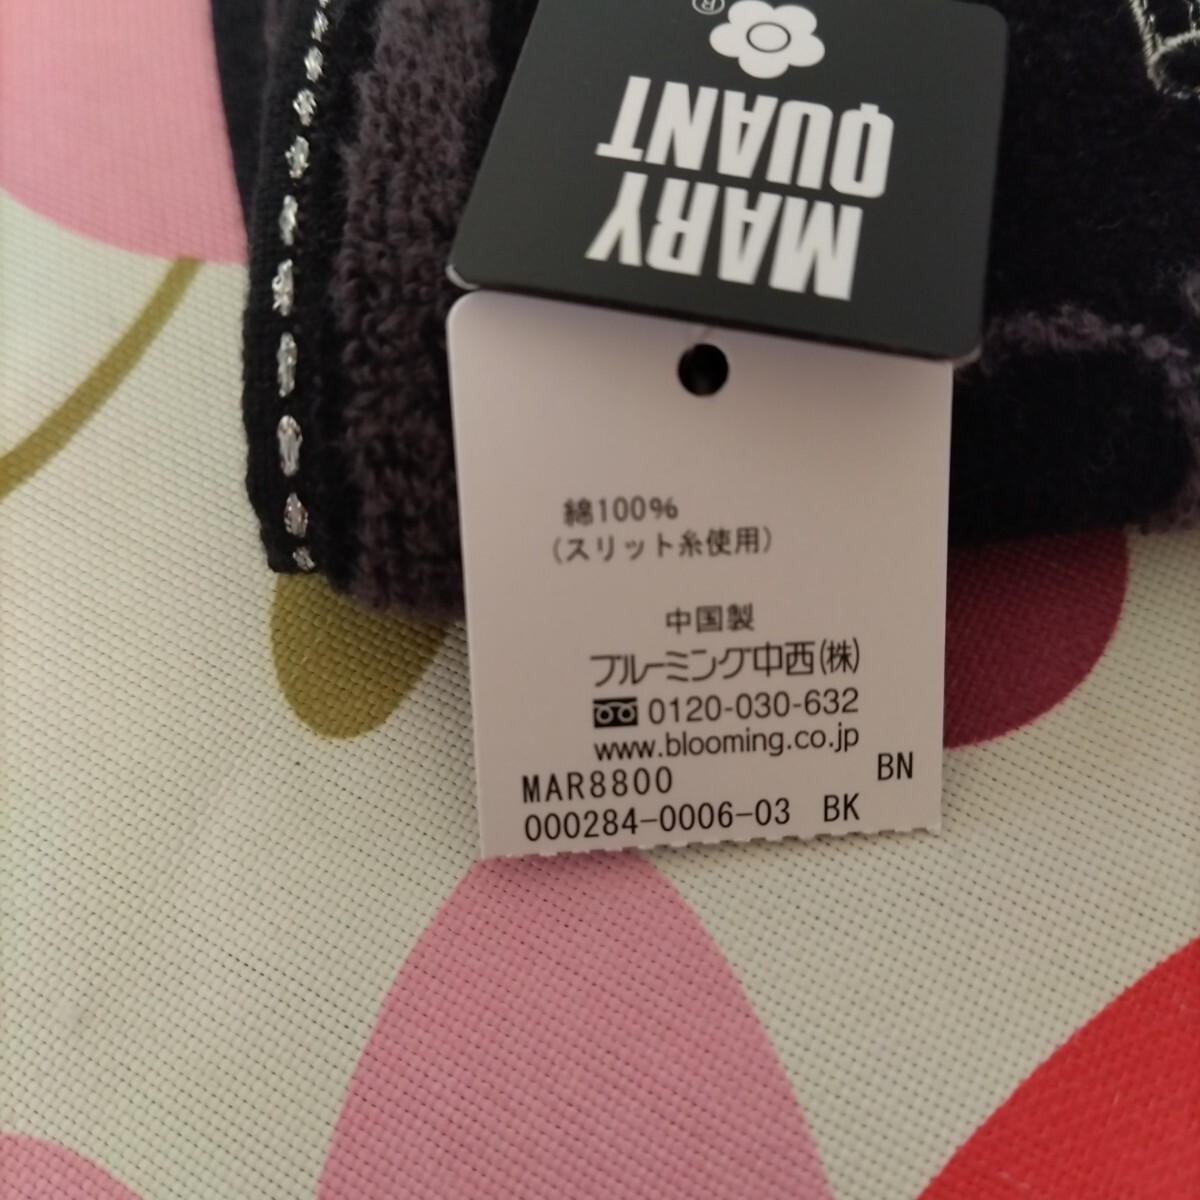 MARY
QUANT
®
綿100%
(スリット糸使用)
中国製
ブルーミング中西(株)
0120-030-632
www.blooming.co.jp
MAR8800 BN
000284-0006-03 BK